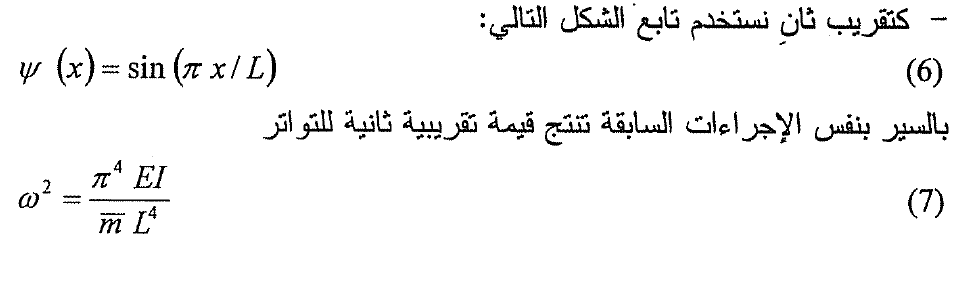 - كتقريب ثانٍ نستخدم تابع الشكل التالي:
ψ (x) = sin (π x / L) (6)
بالسير بنفس الإجراءات السابقة تنتج قيمة تقريبية ثانية للتواتر
ω² = π⁴ EI / m̅ L⁴ (7)